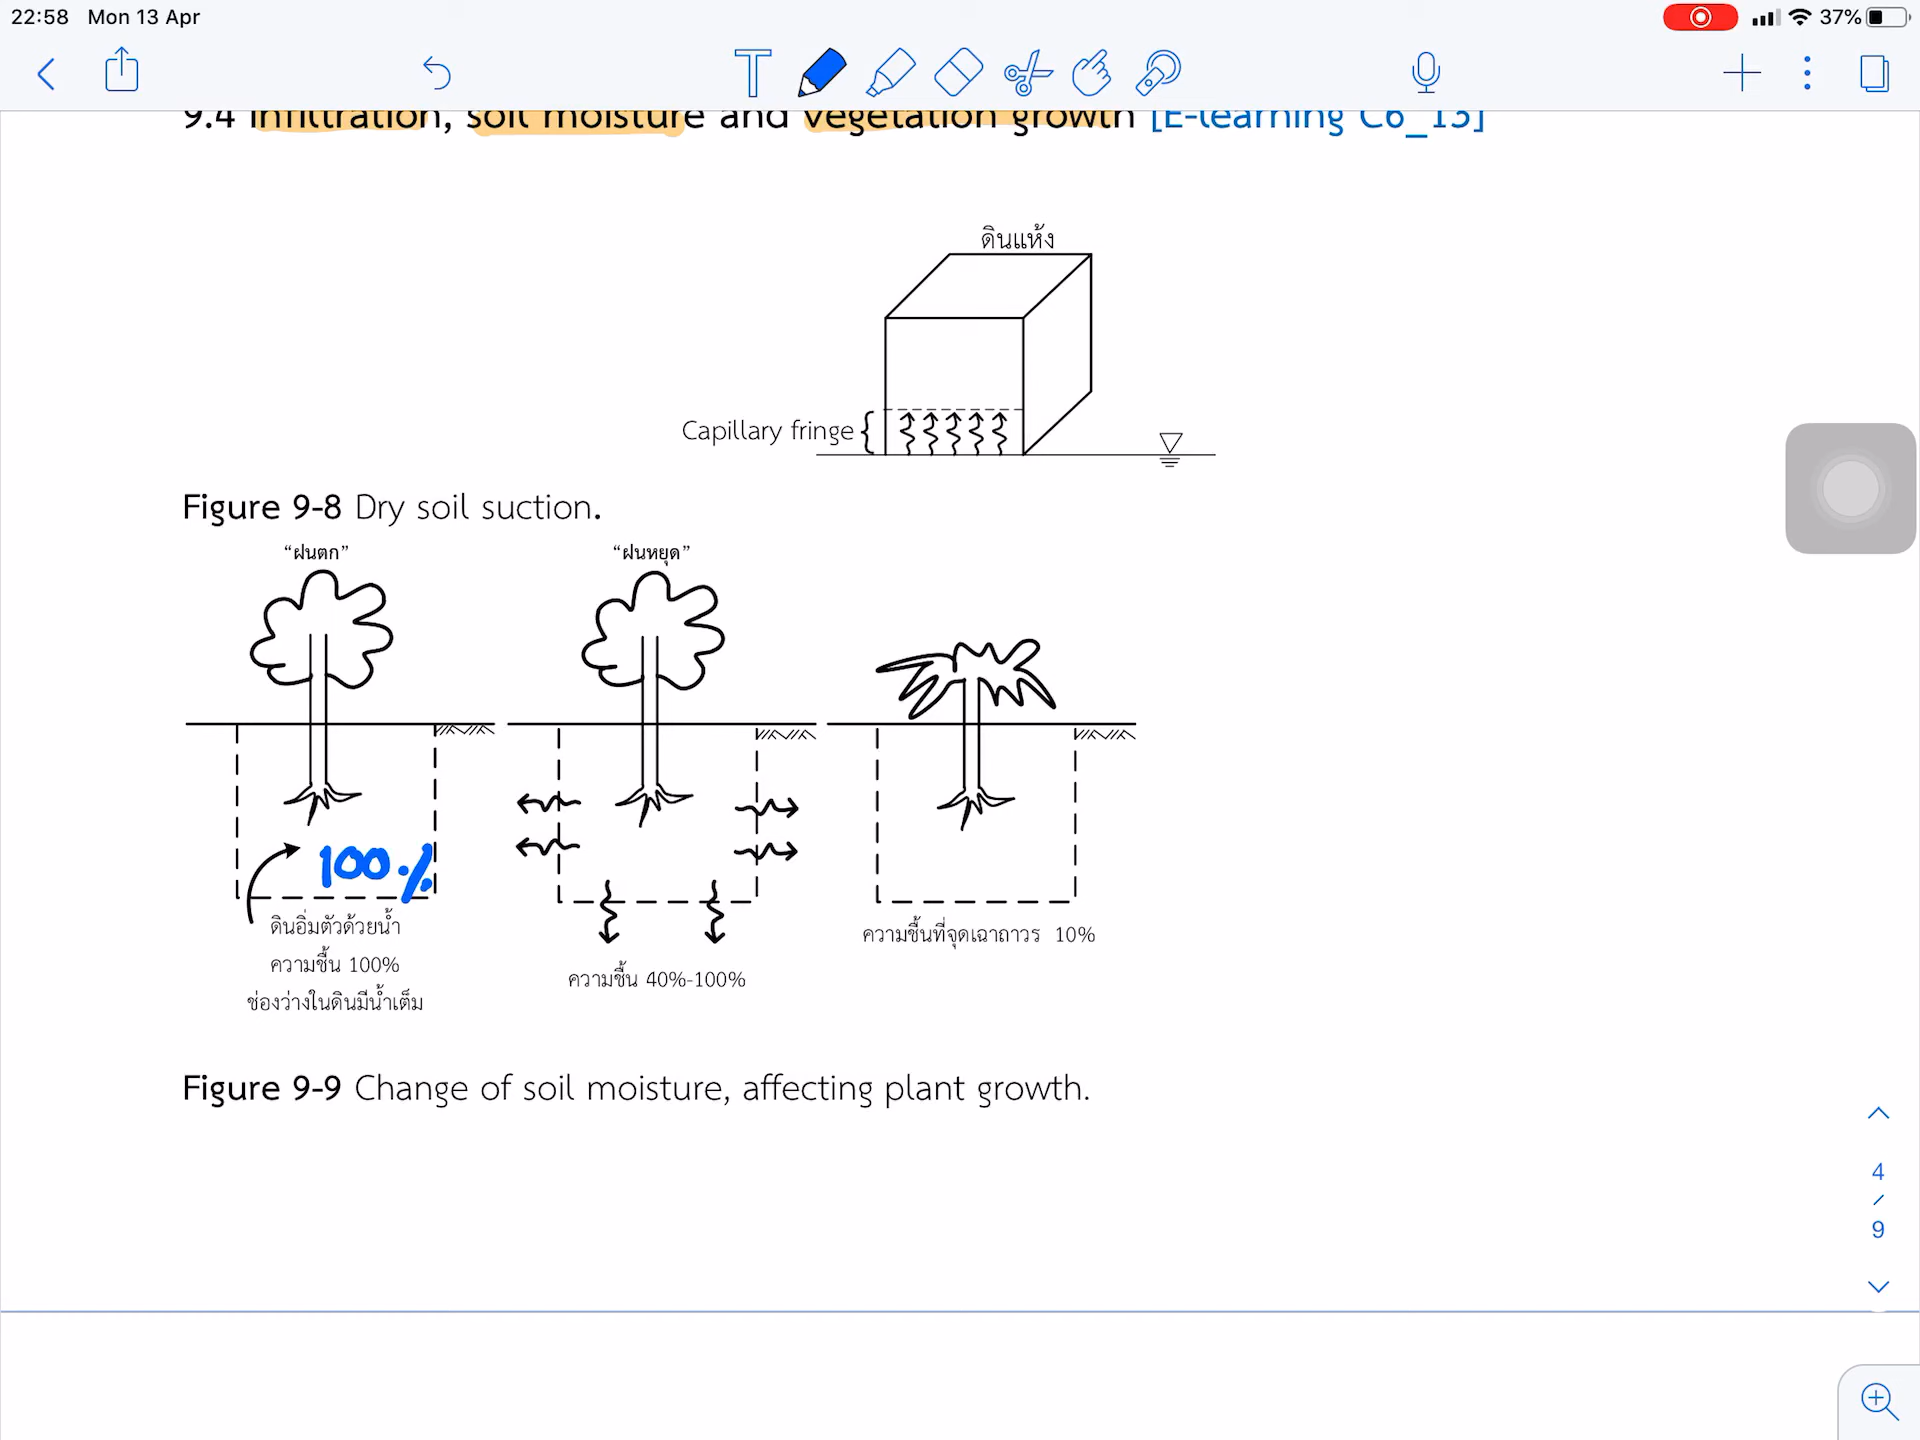 22:58 Mon 13 Apr
37%
T
9.4 Infiltration, soil moisture and vegetation growth [E-learning C6_13]
ดินแห้ง
Capillary fringe
Figure 9-8 Dry soil suction.
“ฝนตก” “ฝนหยุด”
100%
ดินอิ่มตัวด้วยน้ำ
ความชื้น 100%
ช่องว่างในดินมีน้ำเต็ม
ความชื้น 40%-100%
ความชื้นที่จุดเฉาถาวร 10%
Figure 9-9 Change of soil moisture, affecting plant growth.
4
/
9